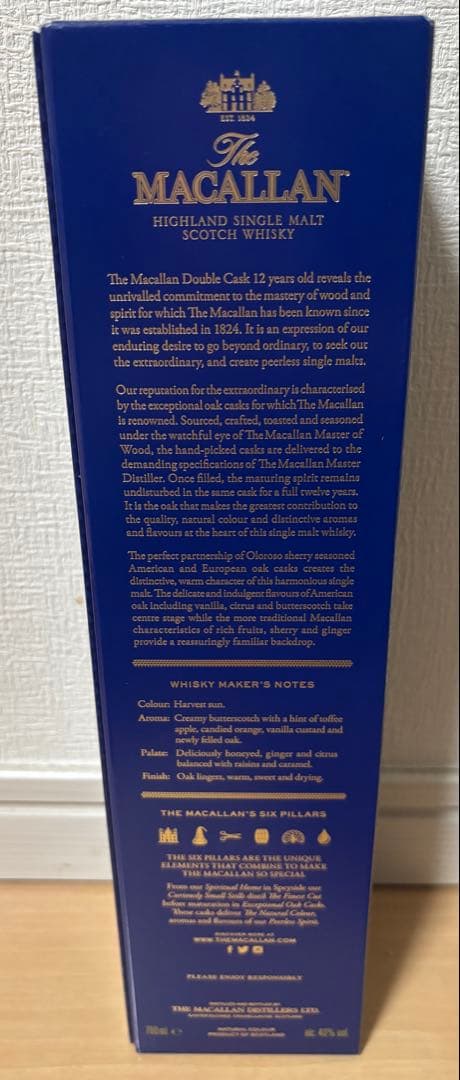 EST. 1824
The
MACALLAN
HIGHLAND SINGLE MALT
SCOTCH WHISKY
The Macallan Double Cask 12 years old reveals the
unrivalled commitment to the mastery of wood and
spirit for which The Macallan has been known since
it was established in 1824. It is an expression of our
enduring desire to go beyond ordinary, to seek out
the extraordinary, and create peerless single malts.
Our reputation for the extraordinary is characterised
by the exceptional oak casks for which The Macallan
is renowned. Sourced, crafted, toasted and seasoned
under the watchful eye of The Macallan Master of
Wood, the hand-picked casks are delivered to the
demanding specifications of The Macallan Master
Distiller. Once filled, the maturing spirit remains
undisturbed in the same cask for a full twelve years.
It is the oak that makes the greatest contribution to
the quality, natural colour and distinctive aromas
and flavours at the heart of this single malt whisky.
The perfect partnership of Oloroso sherry seasoned
American and European oak casks creates the
distinctive, warm character of this harmonious single
malt. The delicate and indulgent flavours of American
oak including vanilla, citrus and butterscotch take
centre stage while the more traditional Macallan
characteristics of rich fruits, sherry and ginger
provide a reassuringly familiar backdrop.
WHISKY MAKER'S NOTES
Colour: Harvest sun.
Aroma: Creamy butterscotch with a hint of toffee
apple, candied orange, vanilla custard and
newly felled oak.
Palate: Deliciously honeyed, ginger and citrus
balanced with raisins and caramel.
Finish: Oak lingers, warm, sweet and drying.
THE MACALLAN'S SIX PILLARS
THE SIX PILLARS ARE THE UNIQUE
ELEMENTS THAT COMBINE TO MAKE
THE MACALLAN SO SPECIAL
From our Spiritual Home in Speyside our
Curiously Small Stills distil The Finest Cut
before maturation in Exceptional Oak Casks.
These casks deliver The Natural Colour,
aromas and flavours of our Peerless Spirit.
DISCOVER MORE AT
WWW.THEMACALLAN.COM
PLEASE ENJOY RESPONSIBLY
DISTILLED AND BOTTLED BY
THE MACALLAN DISTILLERS LTD.
700ml e
NATURAL COLOUR
PRODUCT OF SCOTLAND
alc. 40% vol.